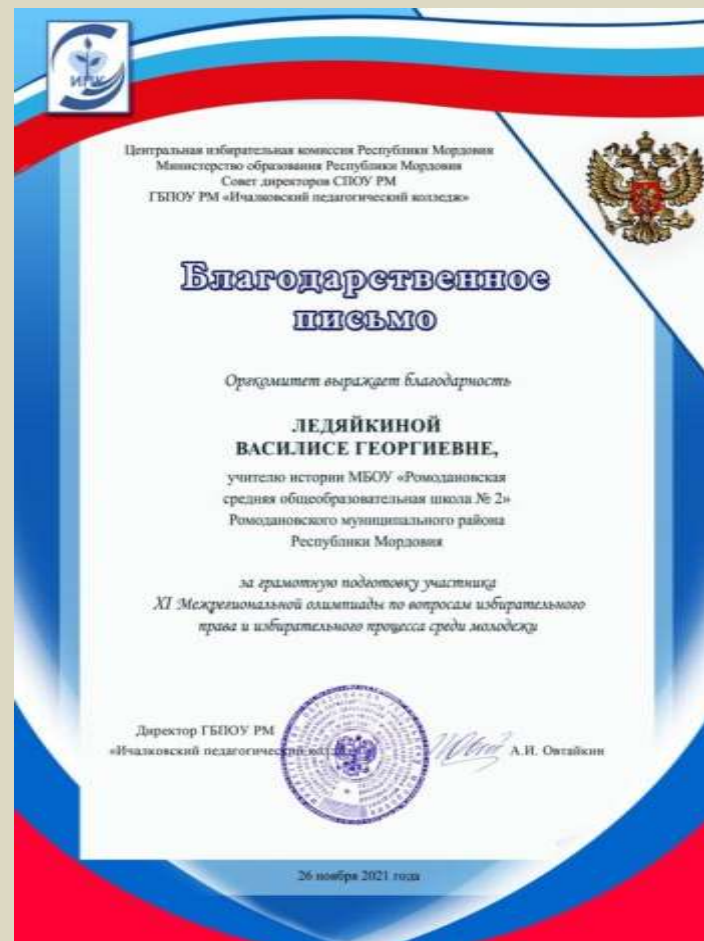 ИПК
Центральная избирательная комиссия Республики Мордовия
Министерство образования Республики Мордовия
Совет директоров СПОУ РМ
ГБПОУ РМ «Ичалковский педагогический колледж»
Благодарственное
письмо
Оргкомитет выражает благодарность
ЛЕДЯЙКИНОЙ
ВАСИЛИСЕ ГЕОРГИЕВНЕ,
учителю истории МБОУ «Ромодановская
средняя общеобразовательная школа № 2»
Ромодановского муниципального района
Республики Мордовия
за грамотную подготовку участника
XI Межрегиональной олимпиады по вопросам избирательного
права и избирательного процесса среди молодежи
Директор ГБПОУ РМ
«Ичалковский педагогический колледж» А.И. Овтайкин
26 ноября 2021 года